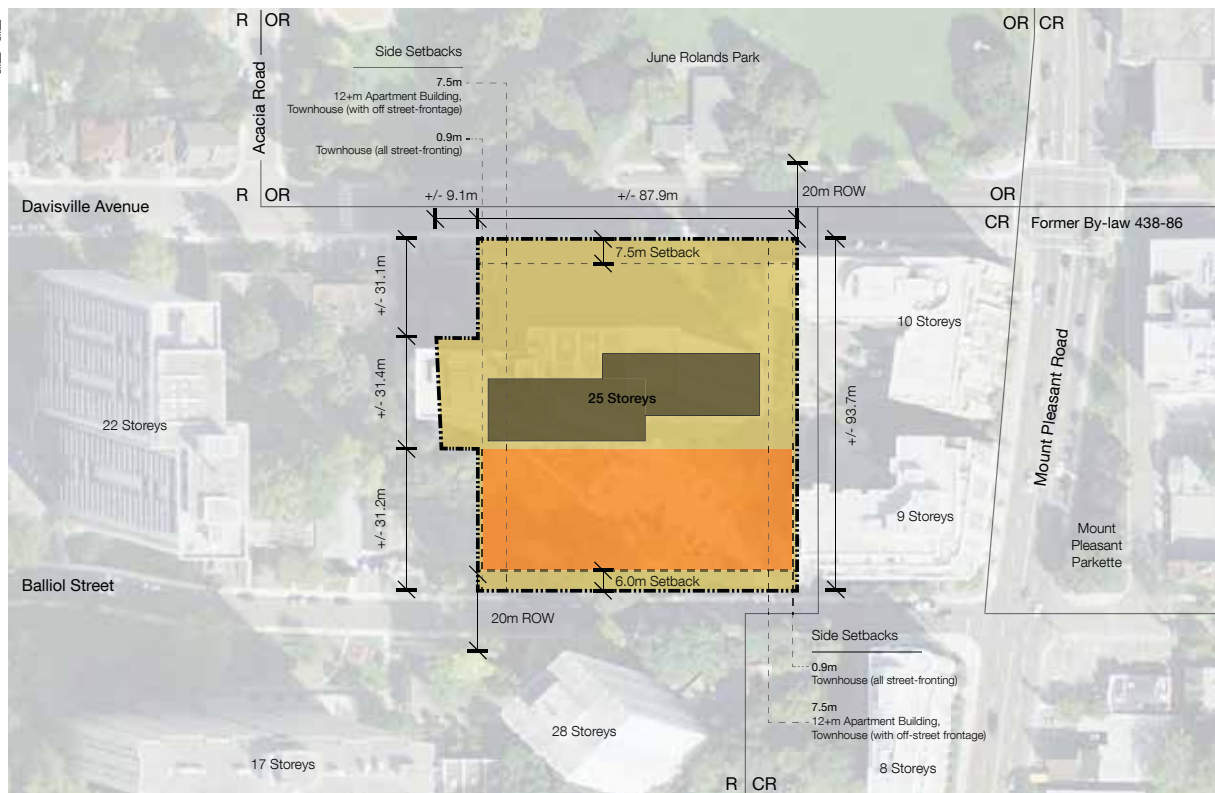 R OR
Acacia Road
Side Setbacks
7.5m
12+m Apartment Building,
Townhouse (with off street-frontage)
0.9m
Townhouse (all street-fronting)
June Rolands Park
OR CR
R OR
Davisville Avenue
+/- 9.1m
+/- 87.9m
20m ROW
OR
CR
Former By-law 438-86
7.5m Setback
+/- 31.1m
+/- 31.4m
+/- 31.2m
+/- 93.7m
10 Storeys
25 Storeys
22 Storeys
9 Storeys
Mount Pleasant Road
Mount
Pleasant
Parkette
Balliol Street
6.0m Setback
20m ROW
Side Setbacks
0.9m
Townhouse (all street-fronting)
7.5m
12+m Apartment Building,
Townhouse (with off-street frontage)
28 Storeys
17 Storeys
8 Storeys
R CR